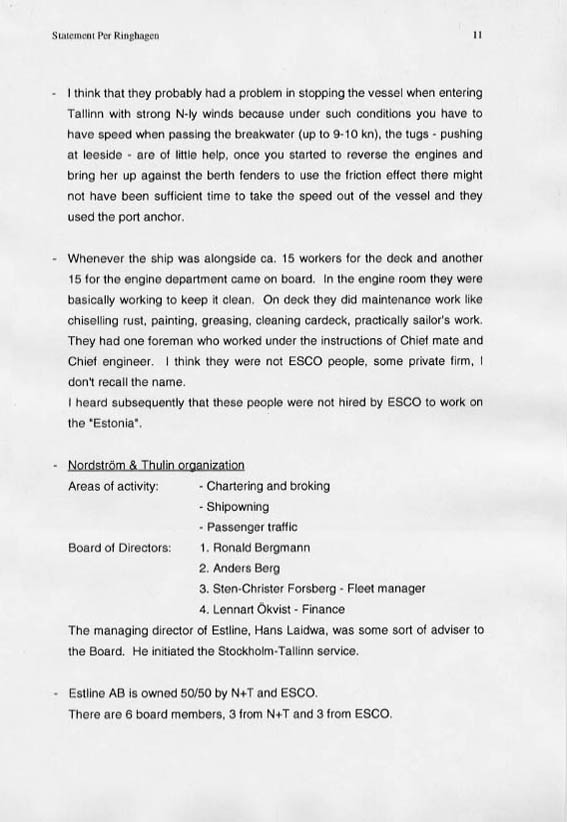 Statement Per Ringhagen 11
- I think that they probably had a problem in stopping the vessel when entering
Tallinn with strong N-ly winds because under such conditions you have to
have speed when passing the breakwater (up to 9-10 kn), the tugs - pushing
at leeside - are of little help, once you started to reverse the engines and
bring her up against the berth fenders to use the friction effect there might
not have been sufficient time to take the speed out of the vessel and they
used the port anchor.
- Whenever the ship was alongside ca. 15 workers for the deck and another
15 for the engine department came on board. In the engine room they were
basically working to keep it clean. On deck they did maintenance work like
chiselling rust, painting, greasing, cleaning cardeck, practically sailor's work.
They had one foreman who worked under the instructions of Chief mate and
Chief engineer. I think they were not ESCO people, some private firm, I
don't recall the name.
I heard subsequently that these people were not hired by ESCO to work on
the "Estonia".
- Nordström & Thulin organization
Areas of activity: - Chartering and broking
- Shipowning
- Passenger traffic
Board of Directors: 1. Ronald Bergmann
2. Anders Berg
3. Sten-Christer Forsberg - Fleet manager
4. Lennart Ökvist - Finance
The managing director of Estline, Hans Laidwa, was some sort of adviser to
the Board. He initiated the Stockholm-Tallinn service.
- Estline AB is owned 50/50 by N+T and ESCO.
There are 6 board members, 3 from N+T and 3 from ESCO.